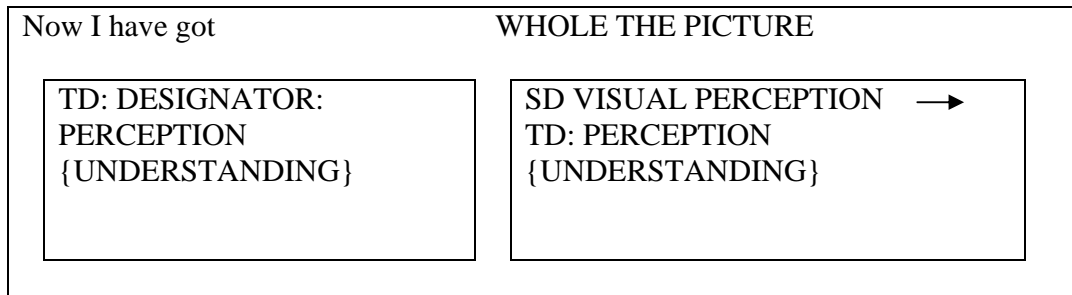 Now I have got WHOLE THE PICTURE
TD: DESIGNATOR:
PERCEPTION
{UNDERSTANDING}
SD VISUAL PERCEPTION →
TD: PERCEPTION
{UNDERSTANDING}